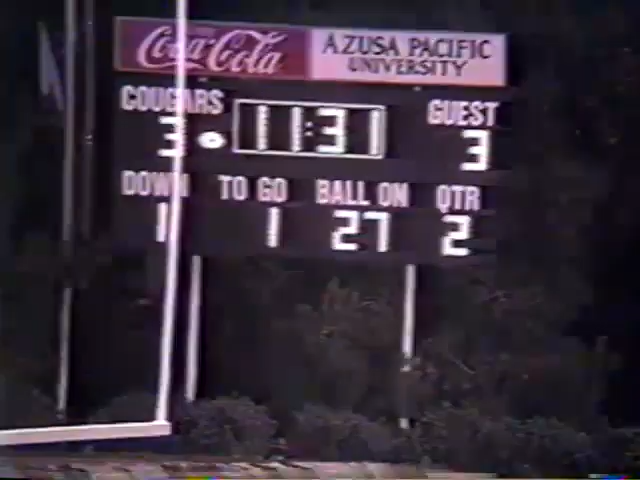 Coca-Cola AZUSA PACIFIC
UNIVERSITY
COUGARS 11:31 GUEST
3 3
DOWN TO GO BALL ON QTR
1 1 27 2